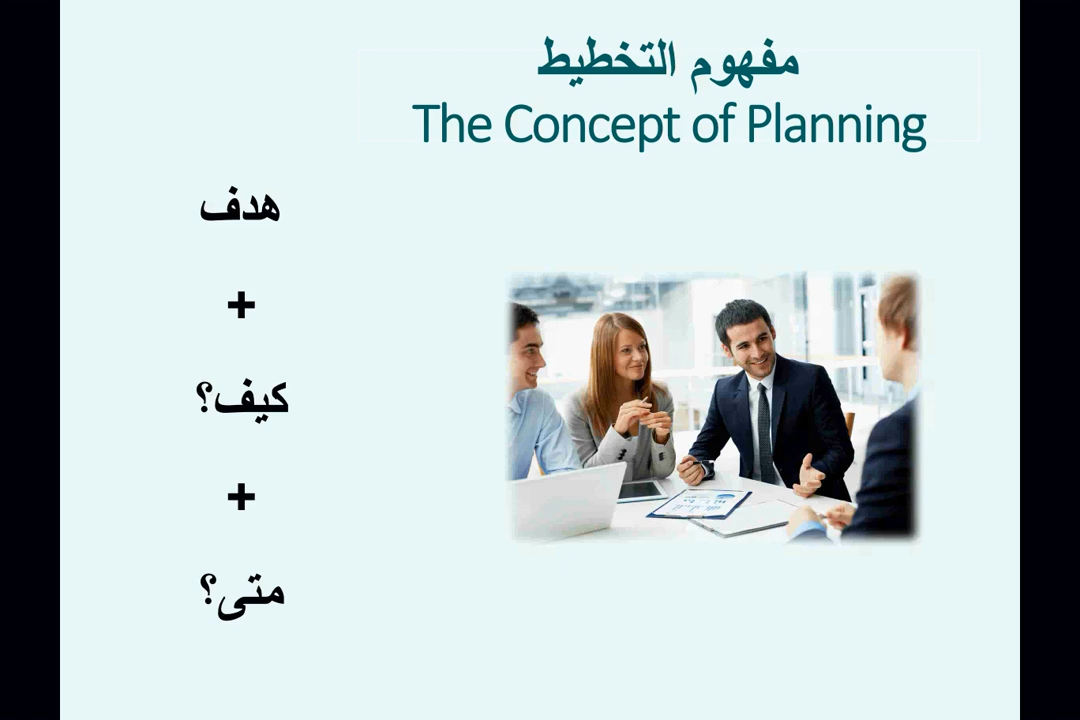 مفهوم التخطيط
The Concept of Planning
هدف
+
كيف؟
+
متى؟